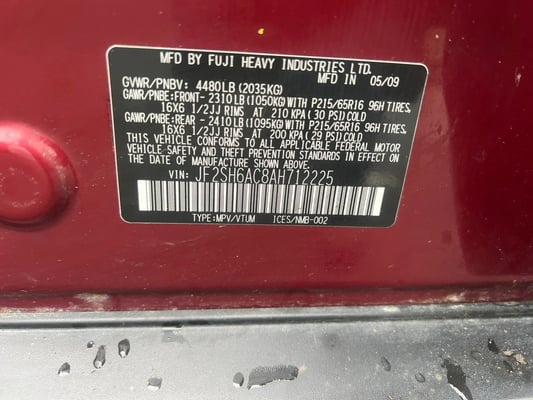 MFD BY FUJI HEAVY INDUSTRIES LTD.
GVWR/PNBV: 4480LB (2035KG) MFD IN 05/09
GAWR/PNBE:FRONT- 2310LB (1050KG) WITH P215/65R16 96H TIRES,
16X6 1/2JJ RIMS AT 210 KPA (30 PSI) COLD
GAWR/PNBE:REAR - 2410LB (1095KG) WITH P215/65R16 96H TIRES,
16X6 1/2JJ RIMS AT 200 KPA (29 PSI) COLD
THIS VEHICLE CONFORMS TO ALL APPLICABLE FEDERAL MOTOR
VEHICLE SAFETY AND THEFT PREVENTION STANDARDS IN EFFECT
ON THE DATE OF MANUFACTURE SHOWN ABOVE.
VIN: JF2SH6AC8AH712225
TYPE:MPV/VTUM ICES/NMB-002